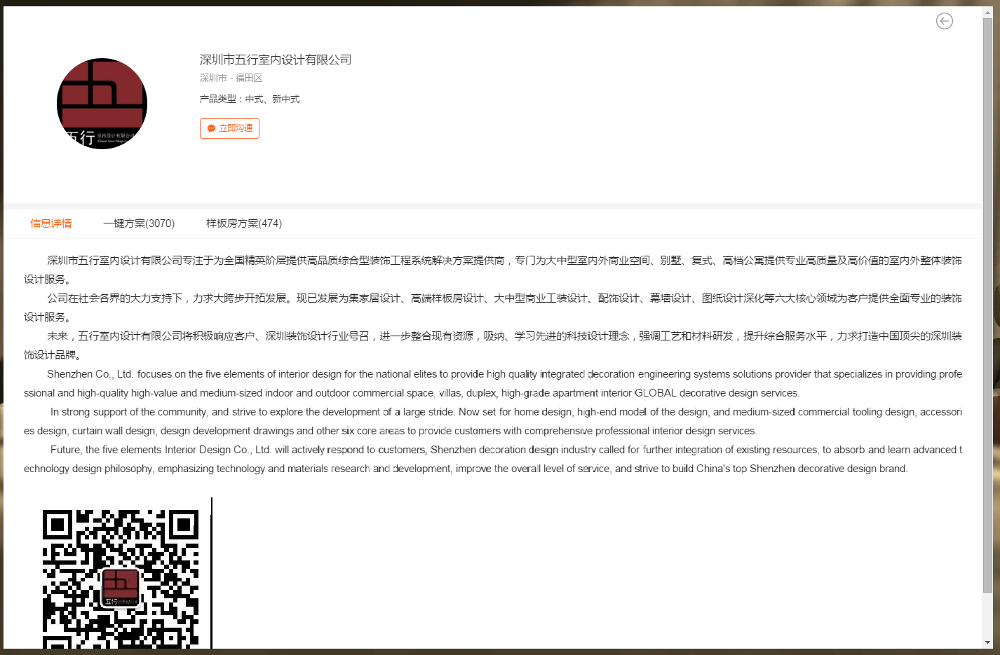 深圳市五行室内设计有限公司
深圳市 - 福田区
产品类型：中式、新中式
五行
室内设计有限公司
立即沟通
信息详情 一键方案(3070) 样板房方案(474)
深圳市五行室内设计有限公司专注于为全国精英阶层提供高品质综合型装饰工程系统解决方案提供商，专门为大中型室内外商业空间、别墅、复式、高档公寓提供专业高质量及高价值的室内外整体装饰
设计服务。
公司在社会各界的大力支持下，力求大跨步开拓发展。现已发展为集家居设计、高端样板房设计、大中型商业工装设计、配饰设计、幕墙设计、图纸设计深化等六大核心领域为客户提供全面专业的装饰
设计服务。
未来，五行室内设计有限公司将积极响应客户、深圳装饰设计行业号召，进一步整合现有资源，吸纳、学习先进的科技设计理念，强调工艺和材料研发，提升综合服务水平，力求打造中国顶尖的深圳装
饰设计品牌。
Shenzhen Co., Ltd. focuses on the five elements of interior design for the national elites to provide high quality integrated decoration engineering systems solutions provider that specializes in providing profe
ssional and high-quality high-value and medium-sized indoor and outdoor commercial space, villas, duplex, high-grade apartment interior GLOBAL decorative design services.
In strong support of the community, and strive to explore the development of a large stride. Now set for home design, high-end model of the design, and medium-sized commercial tooling design, accessori
es design, curtain wall design, design development drawings and other six core areas to provide customers with comprehensive professional interior design services.
Future, the five elements Interior Design Co., Ltd. will actively respond to customers, Shenzhen decoration design industry called for further integration of existing resources, to absorb and learn advanced t
echnology design philosophy, emphasizing technology and materials research and development, improve the overall level of service, and strive to build China's top Shenzhen decorative design brand.
五行